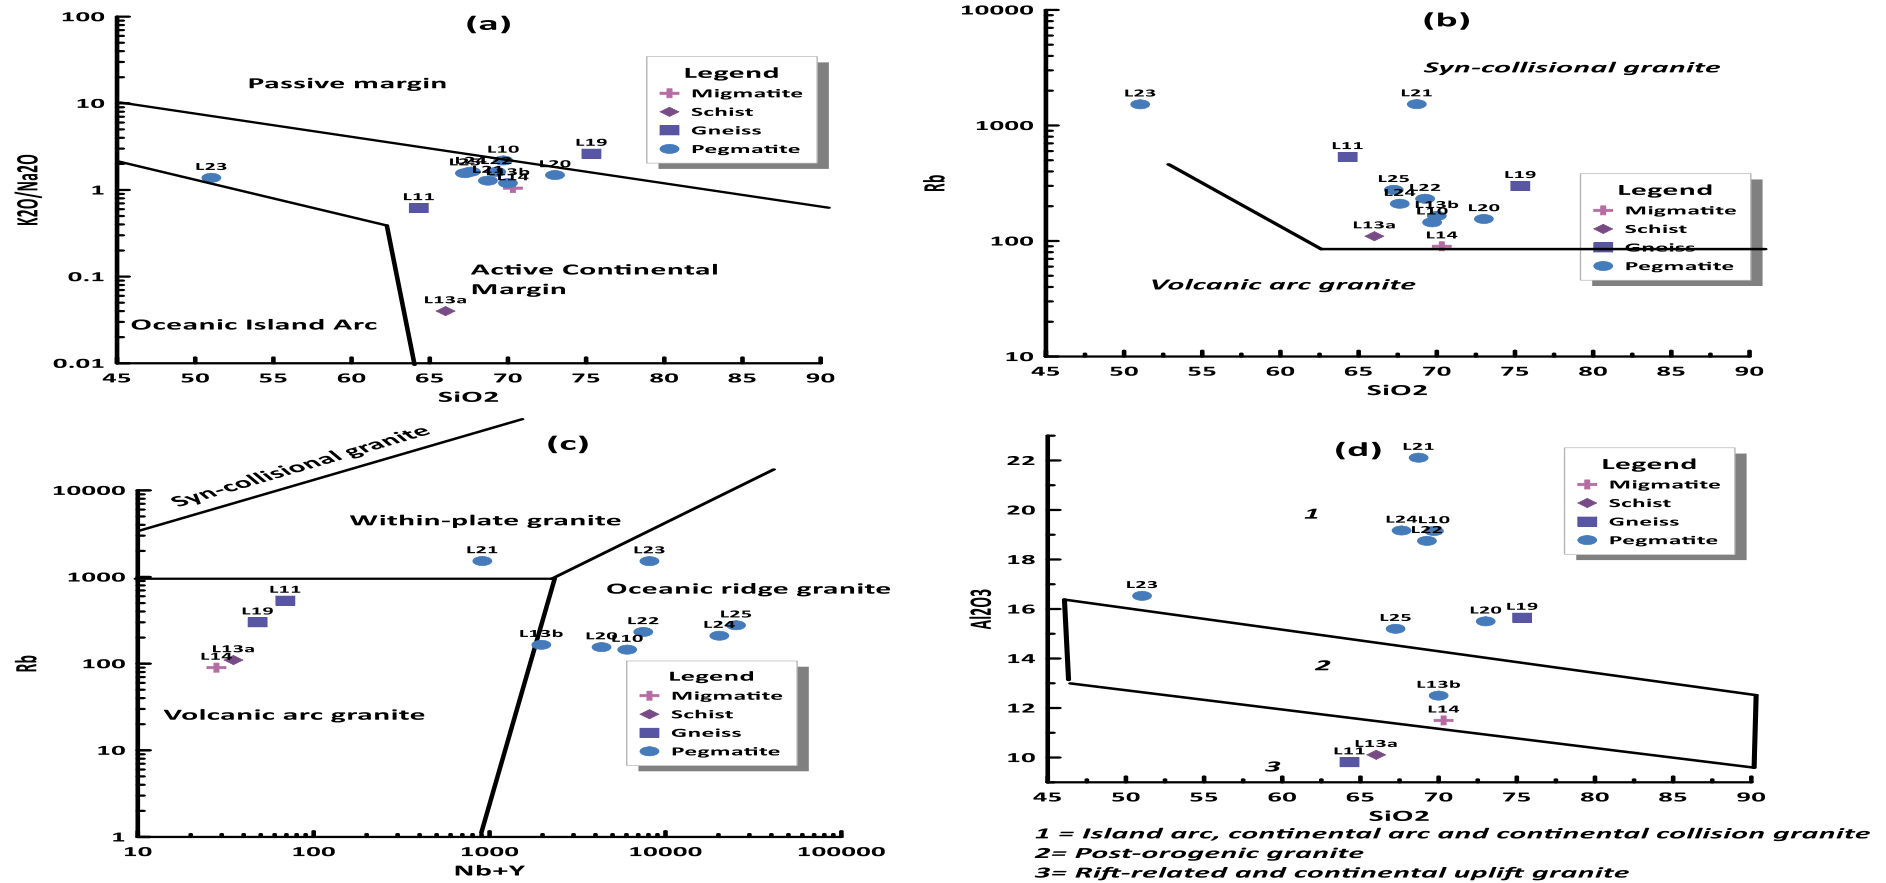 (a)
100
10
1
0.1
0.01
K2O/Na2O
Passive margin
Active Continental
Margin
Oceanic Island Arc
Legend
Migmatite
Schist
Gneiss
Pegmatite
L23
L11
L13a
L24
L25
L22
L10
L21
L13b
L14
L20
L19
45 50 55 60 65 70 75 80 85 90
SiO2
(b)
10000
1000
100
10
Rb
Syn-collisional granite
Volcanic arc granite
Legend
Migmatite
Schist
Gneiss
Pegmatite
L23
L21
L11
L25
L24
L22
L13b
L10
L20
L19
L13a
L14
45 50 55 60 65 70 75 80 85 90
SiO2
(c)
Syn-collisional granite
10000
1000
100
10
1
Rb
Within-plate granite
Oceanic ridge granite
Volcanic arc granite
L21
L23
L11
L19
L13a
L14
L13b
L20
L10
L22
L24
L25
Legend
Migmatite
Schist
Gneiss
Pegmatite
10 100 1000 10000 100000
Nb+Y
(d)
22
20
18
16
14
12
10
Al2O3
1
2
3
L21
L24
L10
L22
L23
L25
L20
L19
L13b
L14
L13a
L11
Legend
Migmatite
Schist
Gneiss
Pegmatite
45 50 55 60 65 70 75 80 85 90
SiO2
1 = Island arc, continental arc and continental collision granite
2= Post-orogenic granite
3= Rift-related and continental uplift granite